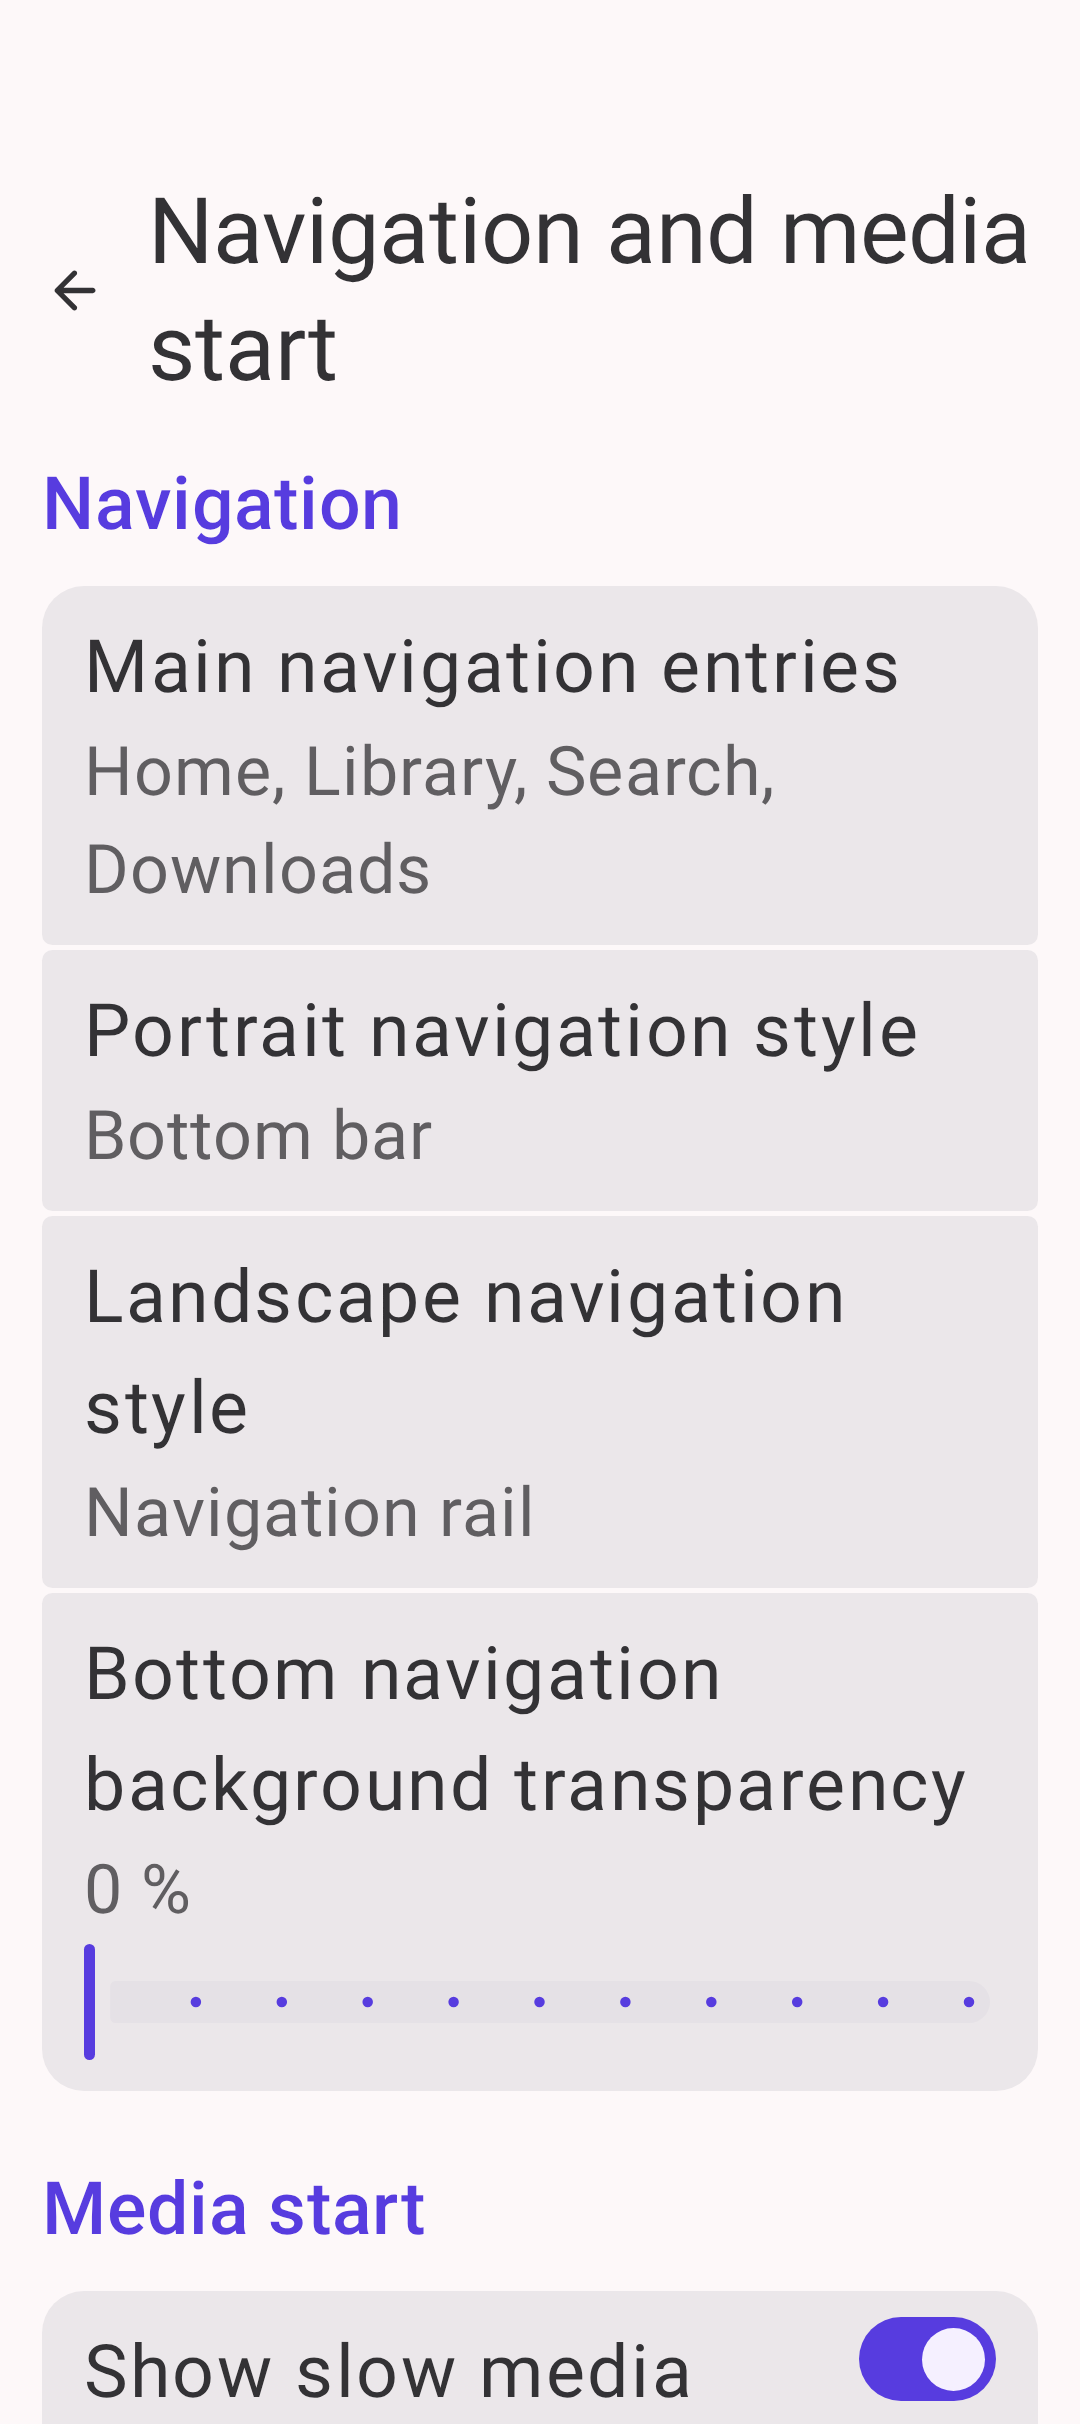 Navigation and media
start
Navigation
Main navigation entries
Home, Library, Search,
Downloads
Portrait navigation style
Bottom bar
Landscape navigation
style
Navigation rail
Bottom navigation
background transparency
0 %
Media start
Show slow media